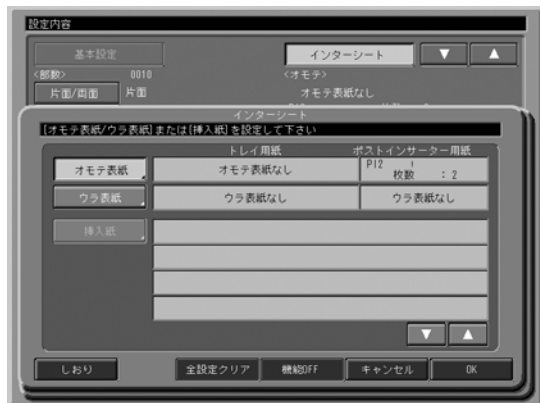 設定内容
基本設定
インターシート
▼
▲
<部数> 0010
<オモテ>
片面/両面
片面
オモテ表紙なし
インターシート
[オモテ表紙/ウラ表紙]または[挿入紙]を設定して下さい
トレイ用紙
ポストインサーター用紙
オモテ表紙
オモテ表紙なし
PI2
枚数 : 2
ウラ表紙
ウラ表紙なし
ウラ表紙なし
挿入紙
▼
▲
しおり
全設定クリア
機能OFF
キャンセル
OK